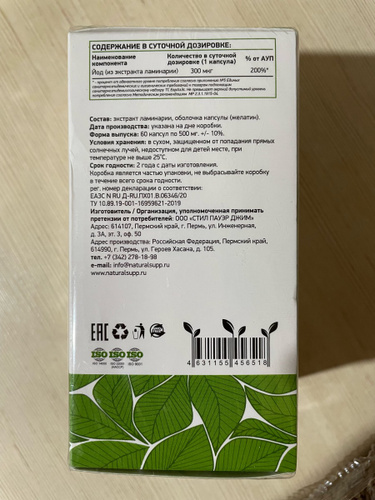 СОДЕРЖАНИЕ В СУТОЧНОЙ ДОЗИРОВКЕ:
Наименование компонента Количество в суточной дозировке (1 капсула) % от АУП
Йод (из экстракта ламинарии) 300 мкг 200%*
Состав: экстракт ламинарии, оболочка капсулы (желатин).
Дата производства: указана на дне коробки.
Форма выпуска: 60 капсул по 500 мг. +/- 10%.
Условия хранения: в сухом, защищенном от попадания прямых
солнечных лучей, недоступном для детей месте, при
температуре не выше 25°С.
Срок годности: 2 года с даты изготовления.
Коробка является частью упаковки, не выбрасывайте коробку
в течение всего срока годности.
рег. номер декларации о соответствии:
ЕАЭС N RU Д-RU.ПХ01.В.06346/20
ТУ 10.89.19-001-16959621-2019
Изготовитель / Организация, уполномоченная принимать
претензии от потребителей: ООО «СТИЛ ПАУЭР ДЖИМ»
Адрес: 614107, Пермский край, г. Пермь, ул. Инженерная,
д. 3А, эт. 3, оф. 50
Адрес производства: Российская Федерация, Пермский край,
614990, г. Пермь, ул. Героев Хасана, д. 105.
тел: +7 (342) 278-18-98
e-mail: info@naturalsupp.ru
www.naturalsupp.ru
EAC
ISO ISO ISO
4631155456518